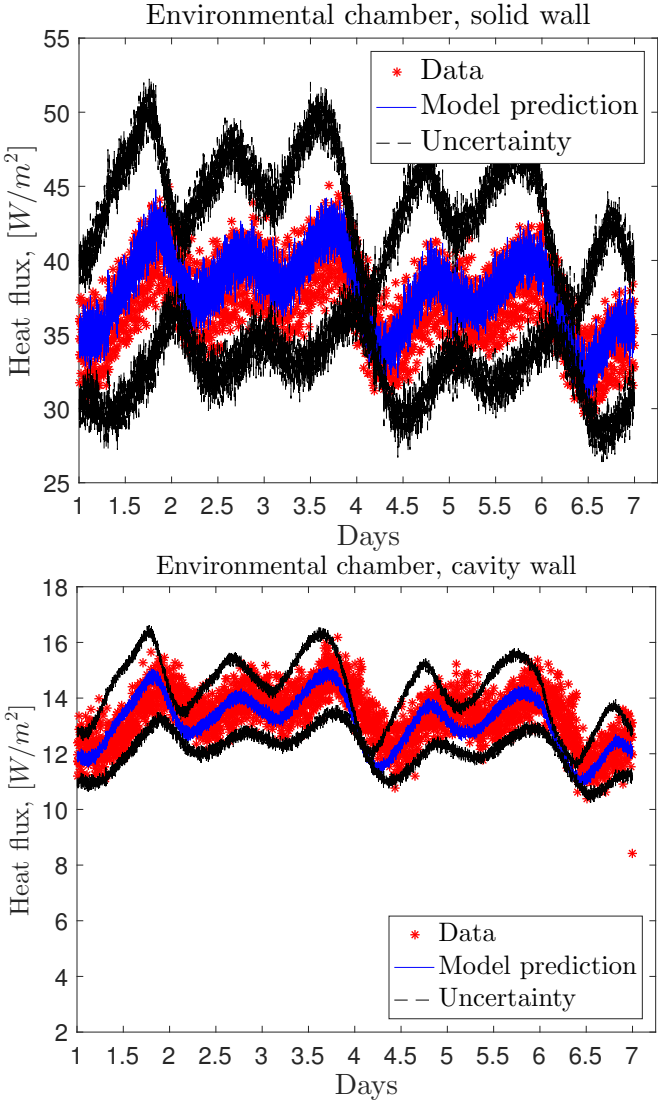 Environmental chamber, solid wall
55
50
45
40
35
30
25
Heat flux, [W/m²]
Data
Model prediction
Uncertainty
1 1.5 2 2.5 3 3.5 4 4.5 5 5.5 6 6.5 7
Days
Environmental chamber, cavity wall
18
16
14
12
10
8
6
4
2
Heat flux, [W/m²]
Data
Model prediction
Uncertainty
1 1.5 2 2.5 3 3.5 4 4.5 5 5.5 6 6.5 7
Days